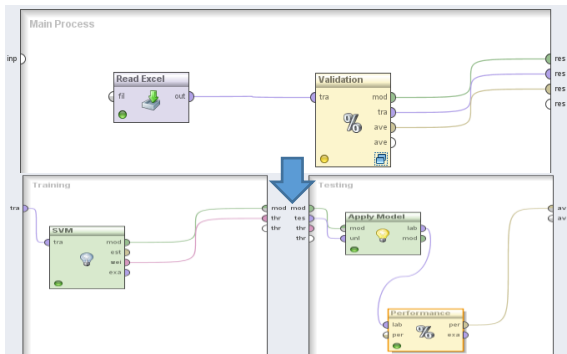 Main Process
inp
Read Excel
fil
out
Validation
tra
mod
tra
ave
ave
res
res
res
res
Training
tra
SVM
tra
mod
est
wei
exa
mod
thr
thr
Testing
mod
tes
thr
thr
Apply Model
mod
lab
unl
mod
Performance
lab
per
per
exa
av
av